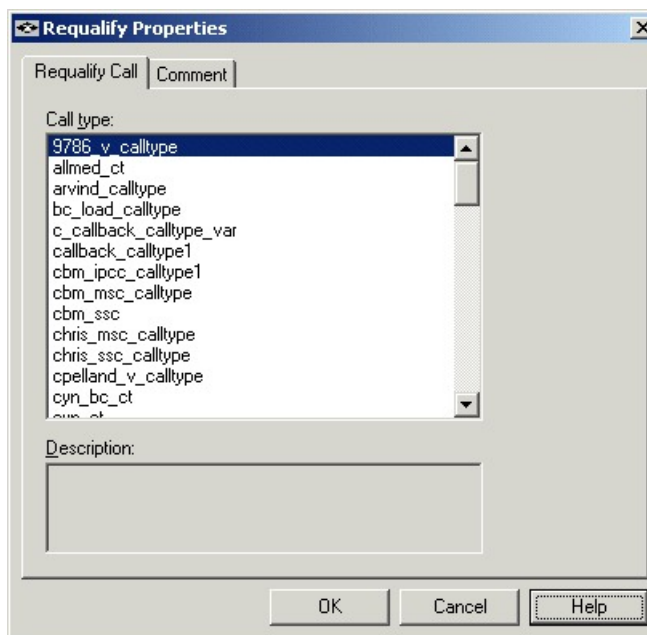 Requalify Properties
Requalify Call
Comment
Call type:
9786_v_calltype
allmed_ct
arvind_calltype
bc_load_calltype
c_callback_calltype_var
callback_calltype1
cbm_ipcc_calltype1
cbm_msc_calltype
cbm_ssc
chris_msc_calltype
chris_ssc_calltype
cpelland_v_calltype
cyn_bc_ct
Description:
OK
Cancel
Help